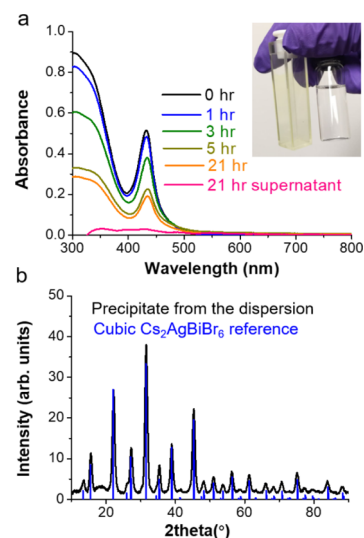 a
1.0
0.8
0.6
0.4
0.2
0.0
Absorbance
0 hr
1 hr
3 hr
5 hr
21 hr
21 hr supernatant
300 400 500 600 700 800
Wavelength (nm)
b
50
40
30
20
10
0
Intensity (arb. units)
Precipitate from the dispersion
Cubic Cs₂AgBiBr₆ reference
20 40 60 80
2theta(°)